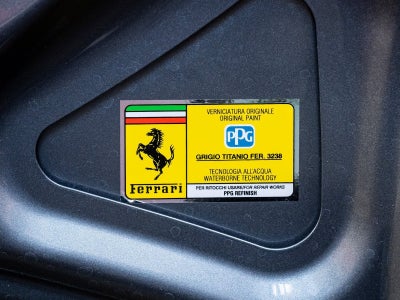 VERNICIATURA ORIGINALE
ORIGINAL PAINT
PPG
GRIGIO TITANIO FER. 3238
TECNOLOGIA ALL'ACQUA
WATERBORNE TECHNOLOGY
Ferrari
PER RITOCCHI USARE/FOR REPAIR WORKS
PPG REFINISH